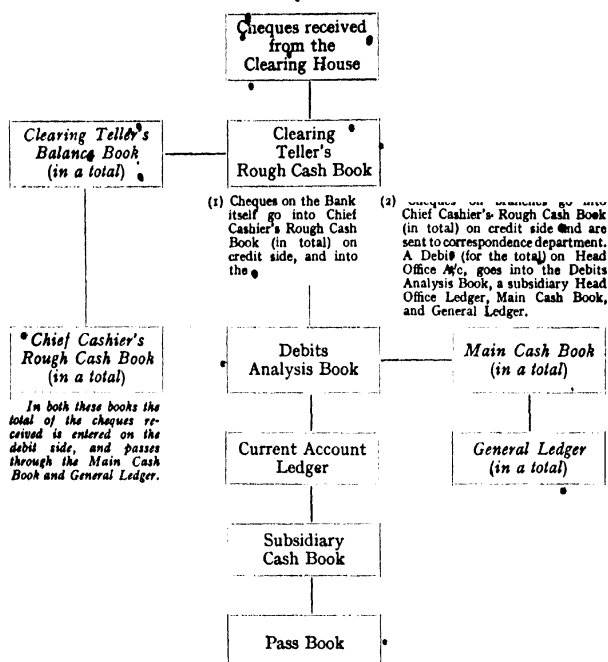 Cheques received
from the
Clearing House
Clearing Teller's
Balance Book
(in a total)
Clearing
Teller's
Rough Cash Book
(1) Cheques on the Bank
itself go into Chief
Cashier's Rough Cash
Book (in total) on
credit side, and into
the
(2) Cheques on branches go into
Chief Cashier's Rough Cash Book
(in total) on credit side and are
sent to correspondence department.
A Debit (for the total) on Head
Office A/c, goes into the Debits
Analysis Book, a subsidiary Head
Office Ledger, Main Cash Book,
and General Ledger.
Chief Cashier's
Rough Cash Book
(in a total)
In both these books the
total of the cheques re-
ceived is entered on the
debit side, and passes
through the Main Cash
Book and General Ledger.
Debits
Analysis Book
Main Cash Book
(in a total)
Current Account
Ledger
General Ledger
(in a total)
Subsidiary
Cash Book
Pass Book